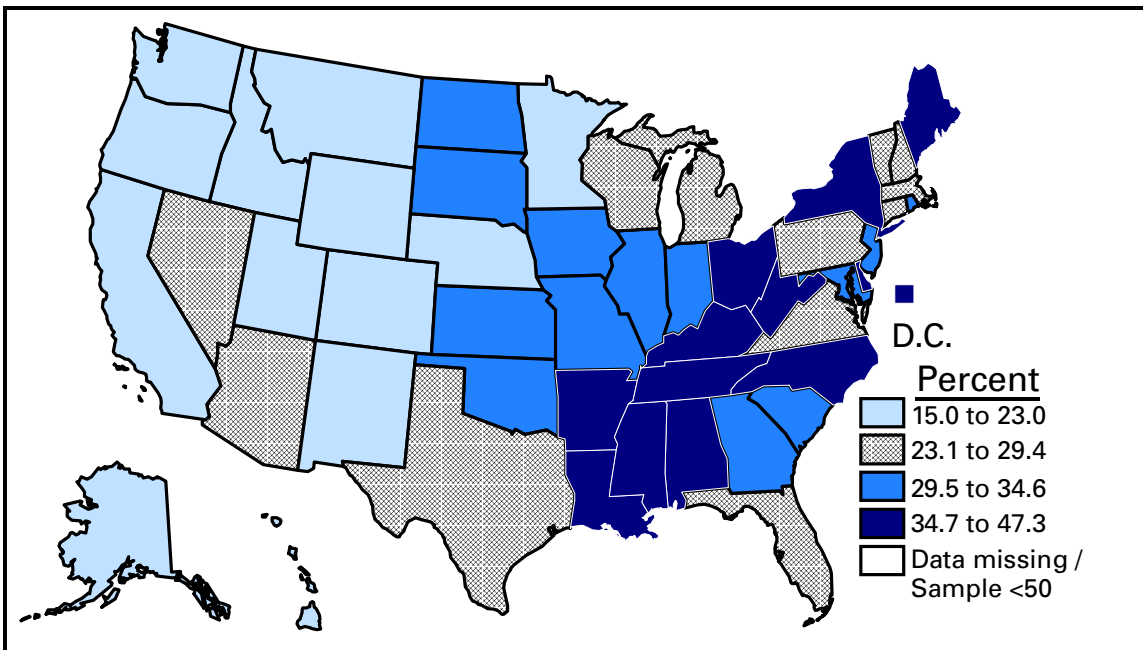 D.C.
Percent
15.0 to 23.0
23.1 to 29.4
29.5 to 34.6
34.7 to 47.3
Data missing /
Sample <50